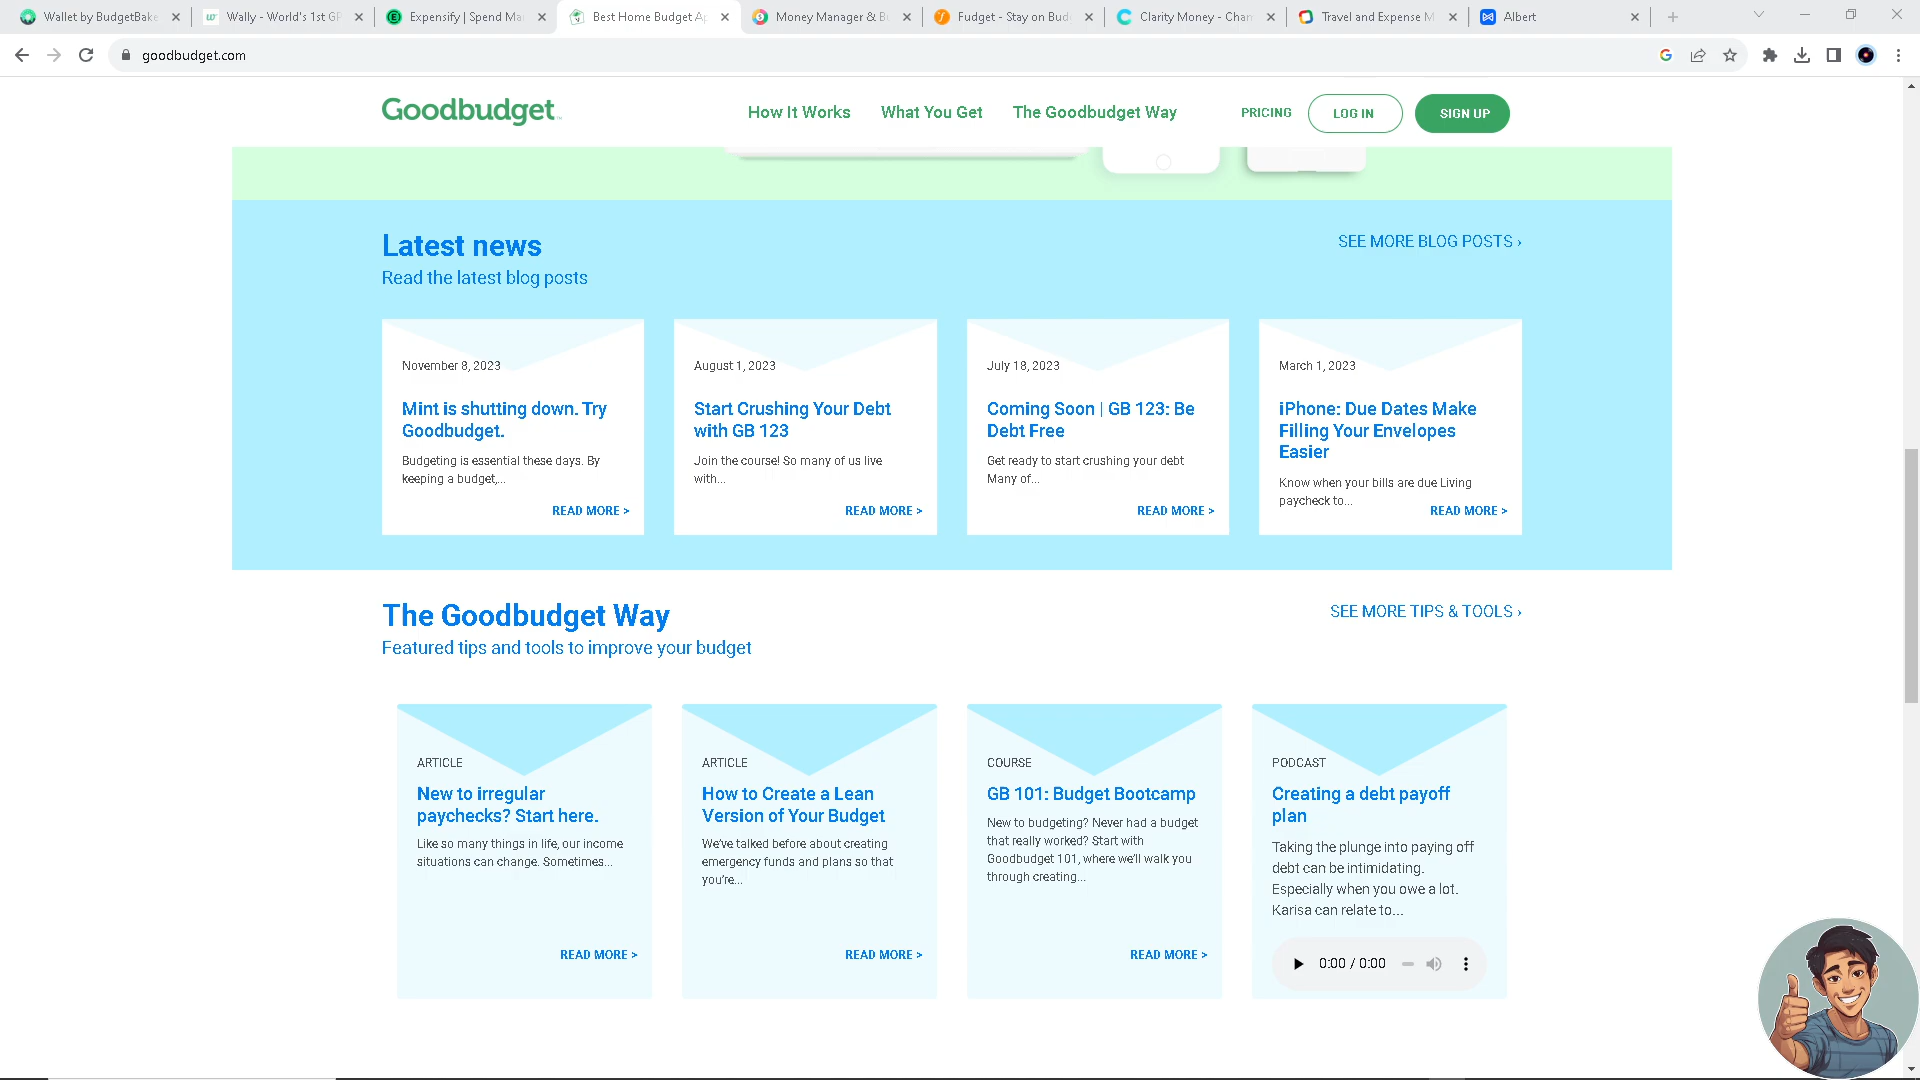 Wallet by BudgetBake
Wally - World's 1st GP
Expensify | Spend Ma
Best Home Budget Ap
Money Manager & B
Fudget - Stay on Bud
Clarity Money - Chan
Travel and Expense M
Albert
goodbudget.com
Goodbudget
How It Works
What You Get
The Goodbudget Way
PRICING
LOG IN
SIGN UP
Latest news
SEE MORE BLOG POSTS ›
Read the latest blog posts
November 8, 2023
Mint is shutting down. Try
Goodbudget.
Budgeting is essential these days. By
keeping a budget,...
READ MORE >
August 1, 2023
Start Crushing Your Debt
with GB 123
Join the course! So many of us live
with...
READ MORE >
July 18, 2023
Coming Soon | GB 123: Be
Debt Free
Get ready to start crushing your debt
Many of...
READ MORE >
March 1, 2023
iPhone: Due Dates Make
Filling Your Envelopes
Easier
Know when your bills are due Living
paycheck to...
READ MORE >
The Goodbudget Way
SEE MORE TIPS & TOOLS ›
Featured tips and tools to improve your budget
ARTICLE
New to irregular
paychecks? Start here.
Like so many things in life, our income
situations can change. Sometimes...
READ MORE >
ARTICLE
How to Create a Lean
Version of Your Budget
We've talked before about creating
emergency funds and plans so that
you're...
READ MORE >
COURSE
GB 101: Budget Bootcamp
New to budgeting? Never had a budget
that really worked? Start with
Goodbudget 101, where we'll walk you
through creating...
READ MORE >
PODCAST
Creating a debt payoff
plan
Taking the plunge into paying off
debt can be intimidating.
Especially when you owe a lot.
Karisa can relate to...
0:00 / 0:00